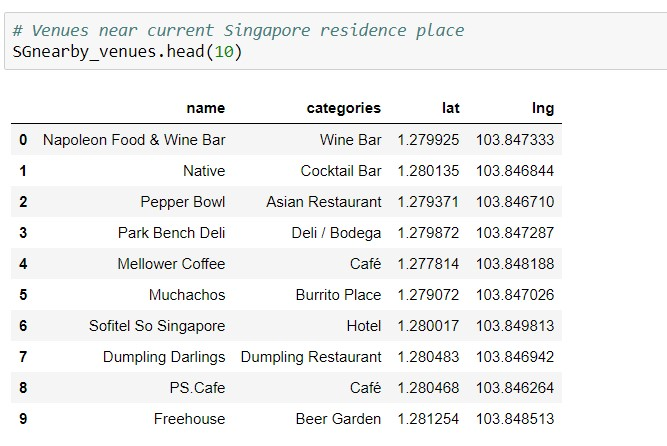 # Venues near current Singapore residence place
SGnearby_venues.head(10)
name categories lat lng
0 Napoleon Food & Wine Bar Wine Bar 1.279925 103.847333
1 Native Cocktail Bar 1.280135 103.846844
2 Pepper Bowl Asian Restaurant 1.279371 103.846710
3 Park Bench Deli Deli / Bodega 1.279872 103.847287
4 Mellower Coffee Café 1.277814 103.848188
5 Muchachos Burrito Place 1.279072 103.847026
6 Sofitel So Singapore Hotel 1.280017 103.849813
7 Dumpling Darlings Dumpling Restaurant 1.280483 103.846942
8 PS.Cafe Café 1.280468 103.846264
9 Freehouse Beer Garden 1.281254 103.848513